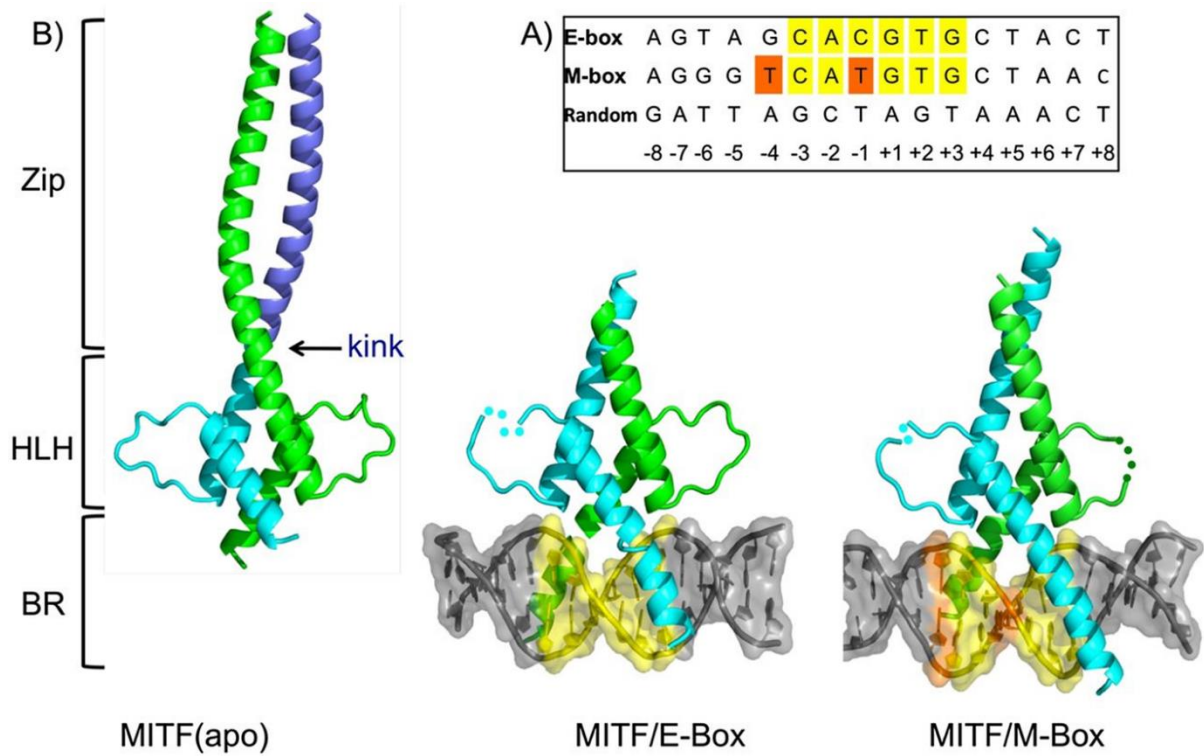 B)
A)
E-box A G T A G C A C G T G C T A C T
M-box A G G G T C A T G T G C T A A C
Random G A T T A G C T A G T A A A C T
-8 -7 -6 -5 -4 -3 -2 -1 +1 +2 +3 +4 +5 +6 +7 +8
Zip
kink
HLH
BR
MITF(apo)
MITF/E-Box
MITF/M-Box